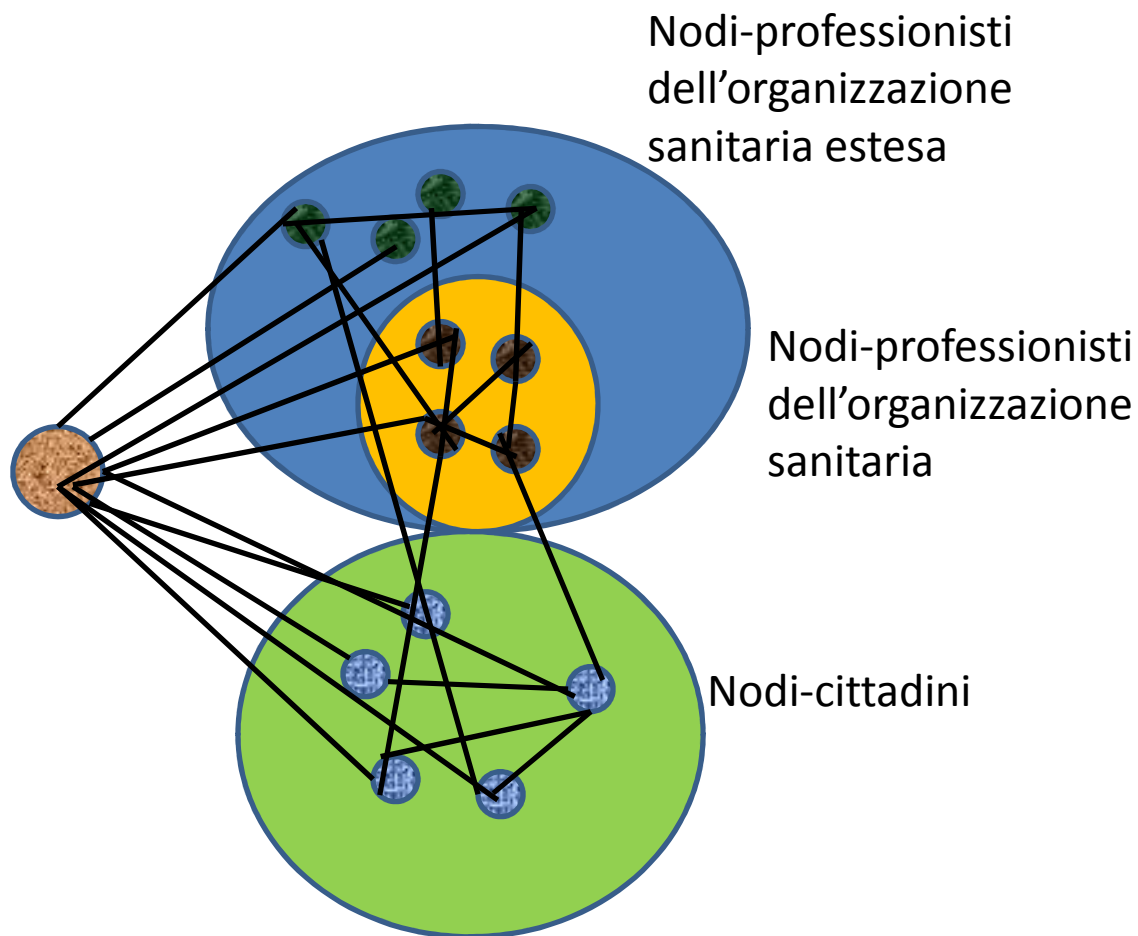 Nodi-professionisti
dell’organizzazione
sanitaria estesa
Nodi-professionisti
dell’organizzazione
sanitaria
Nodi-cittadini